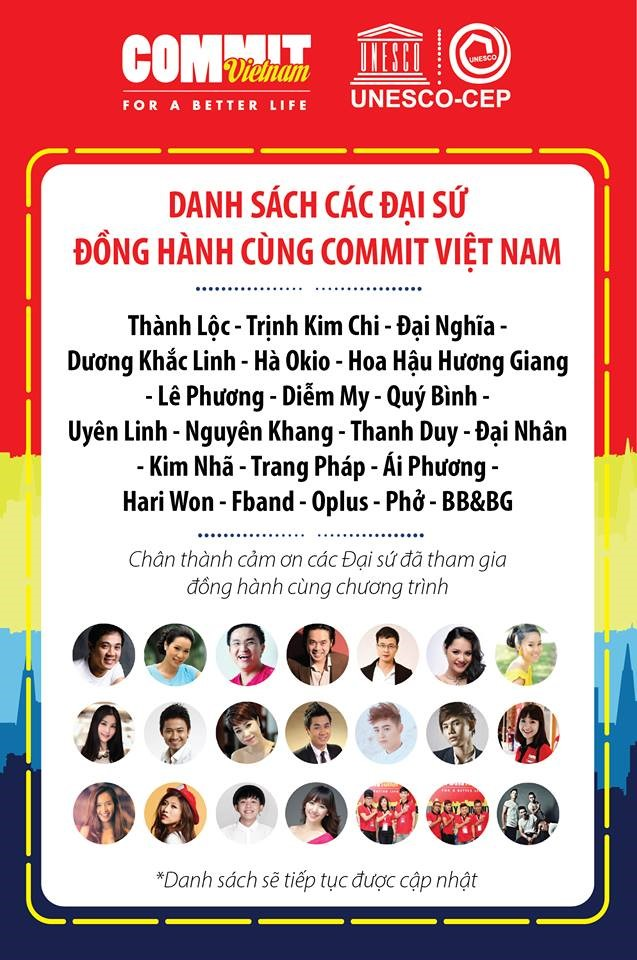 COMMIT
Vietnam
FOR A BETTER LIFE
UNESCO
UNESCO
UNESCO-CEP
DANH SÁCH CÁC ĐẠI SỨ
ĐỒNG HÀNH CÙNG COMMIT VIỆT NAM
Thành Lộc - Trịnh Kim Chi - Đại Nghĩa -
Dương Khắc Linh - Hà Okio - Hoa Hậu Hương Giang
- Lê Phương - Diễm My - Quý Bình -
Uyên Linh - Nguyên Khang - Thanh Duy - Đại Nhân
- Kim Nhã - Trang Pháp - Ái Phương -
Hari Won - Fband - Oplus - Phở - BB&BG
Chân thành cảm ơn các Đại sứ đã tham gia
đồng hành cùng chương trình
*Danh sách sẽ tiếp tục được cập nhật